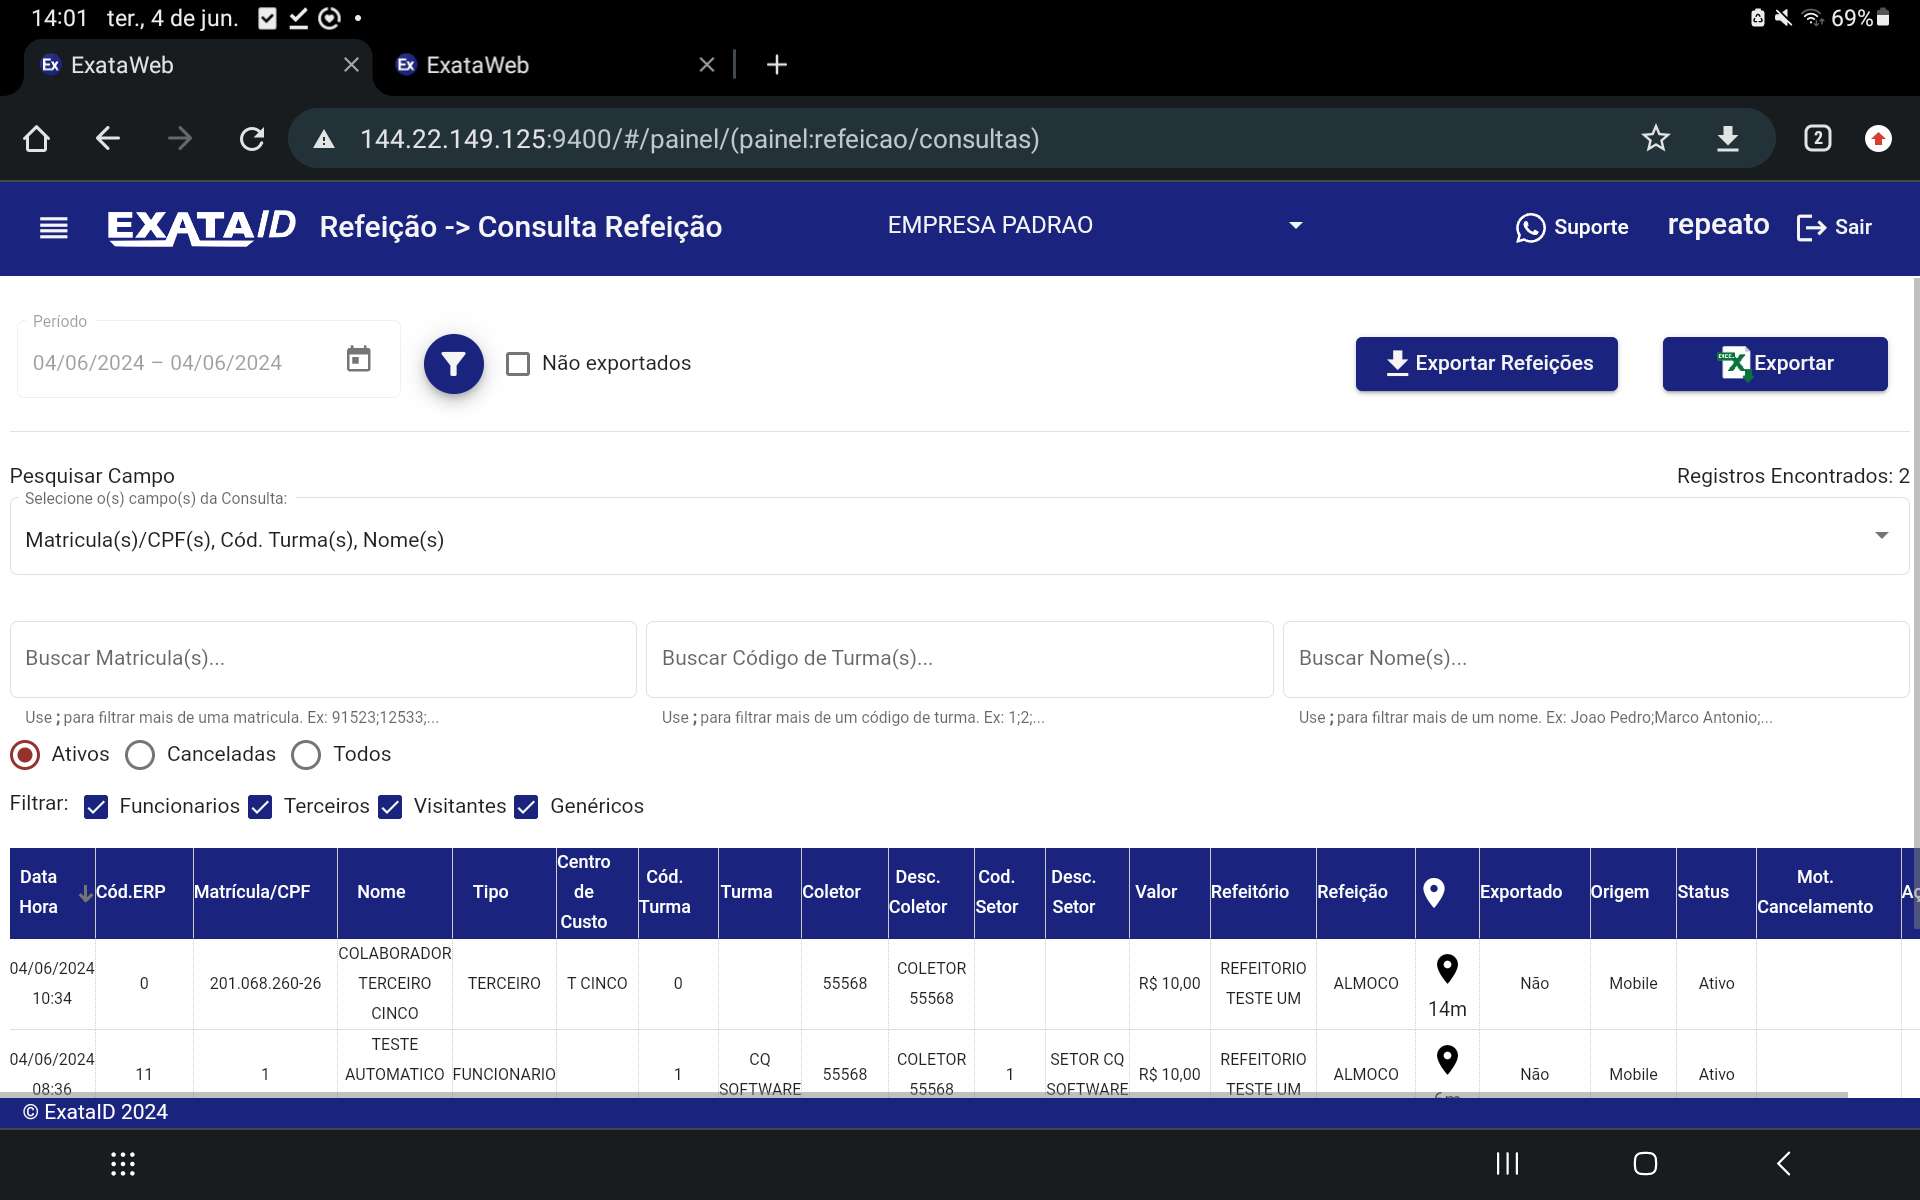 14:01 ter., 4 de jun.
69%
Ex ExataWeb
Ex ExataWeb
144.22.149.125:9400/#/painel/(painel:refeicao/consultas)
2
EXATAID Refeição -> Consulta Refeição EMPRESA PADRAO Suporte repeato Sair
Período
04/06/2024 – 04/06/2024
Não exportados
Exportar Refeições
Exportar
Pesquisar Campo
Registros Encontrados: 2
Selecione o(s) campo(s) da Consulta:
Matricula(s)/CPF(s), Cód. Turma(s), Nome(s)
Buscar Matricula(s)...
Buscar Código de Turma(s)...
Buscar Nome(s)...
Use ; para filtrar mais de uma matricula. Ex: 91523;12533;...
Use ; para filtrar mais de um código de turma. Ex: 1;2;...
Use ; para filtrar mais de um nome. Ex: Joao Pedro;Marco Antonio;...
Ativos Canceladas Todos
Filtrar: Funcionarios Terceiros Visitantes Genéricos
Data Hora Cód.ERP Matrícula/CPF Nome Tipo Centro de Custo Cód. Turma Turma Coletor Desc. Coletor Cod. Setor Desc. Setor Valor Refeitório Refeição Exportado Origem Status Mot. Cancelamento
04/06/2024 10:34 0 201.068.260-26 COLABORADOR TERCEIRO CINCO TERCEIRO T CINCO 0 55568 COLETOR 55568 R$ 10,00 REFEITORIO TESTE UM ALMOCO 14m Não Mobile Ativo
04/06/2024 08:36 11 1 TESTE AUTOMATICO FUNCIONARIO 1 CQ SOFTWARE 55568 COLETOR 55568 1 SETOR CQ SOFTWARE R$ 10,00 REFEITORIO TESTE UM ALMOCO Não Mobile Ativo
© ExataID 2024